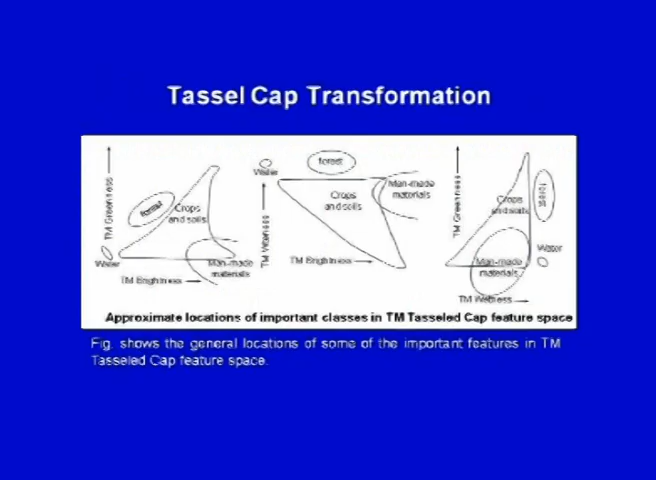 Tassel Cap Transformation
TM Greenness
forest
Crops
and soils
Water
Man-made
materials
TM Brightness
Water
forest
Man-made
materials
Crops
and soils
TM Wetness
TM Brightness
TM Greenness
Crops
and soils
forest
Water
Man-made
materials
TM Wetness
Approximate locations of important classes in TM Tasseled Cap feature space
Fig. shows the general locations of some of the important features in TM
Tasseled Cap feature space.